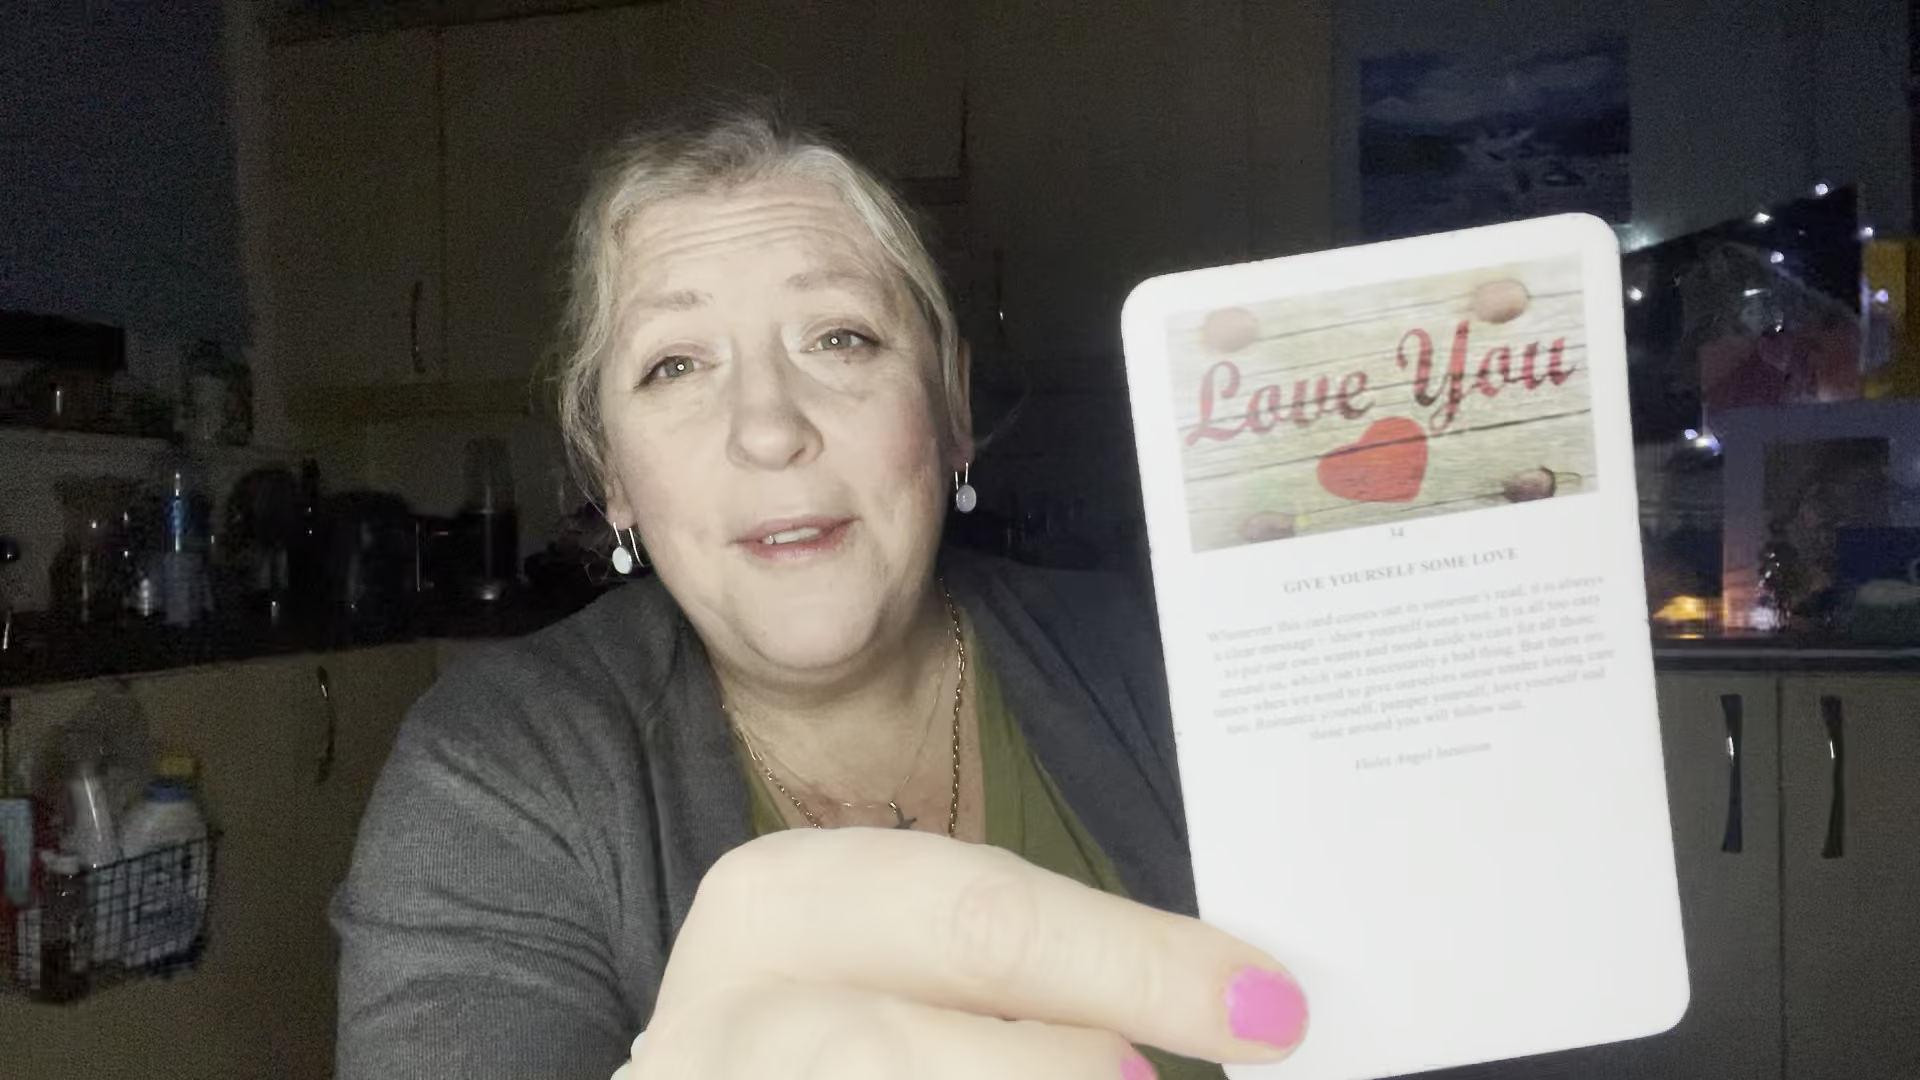 Love You
34
GIVE YOURSELF SOME LOVE
Whenever this card comes out in someone's read, it is always
a clear message - show yourself some love. It is all too easy
to put our own wants and needs aside to care for all those
around us, which isn't necessarily a bad thing. But there are
times when we need to give ourselves some tender loving care
too. Romance yourself, pamper yourself, love yourself and
those around you will follow suit.
Violet Angel Intuition